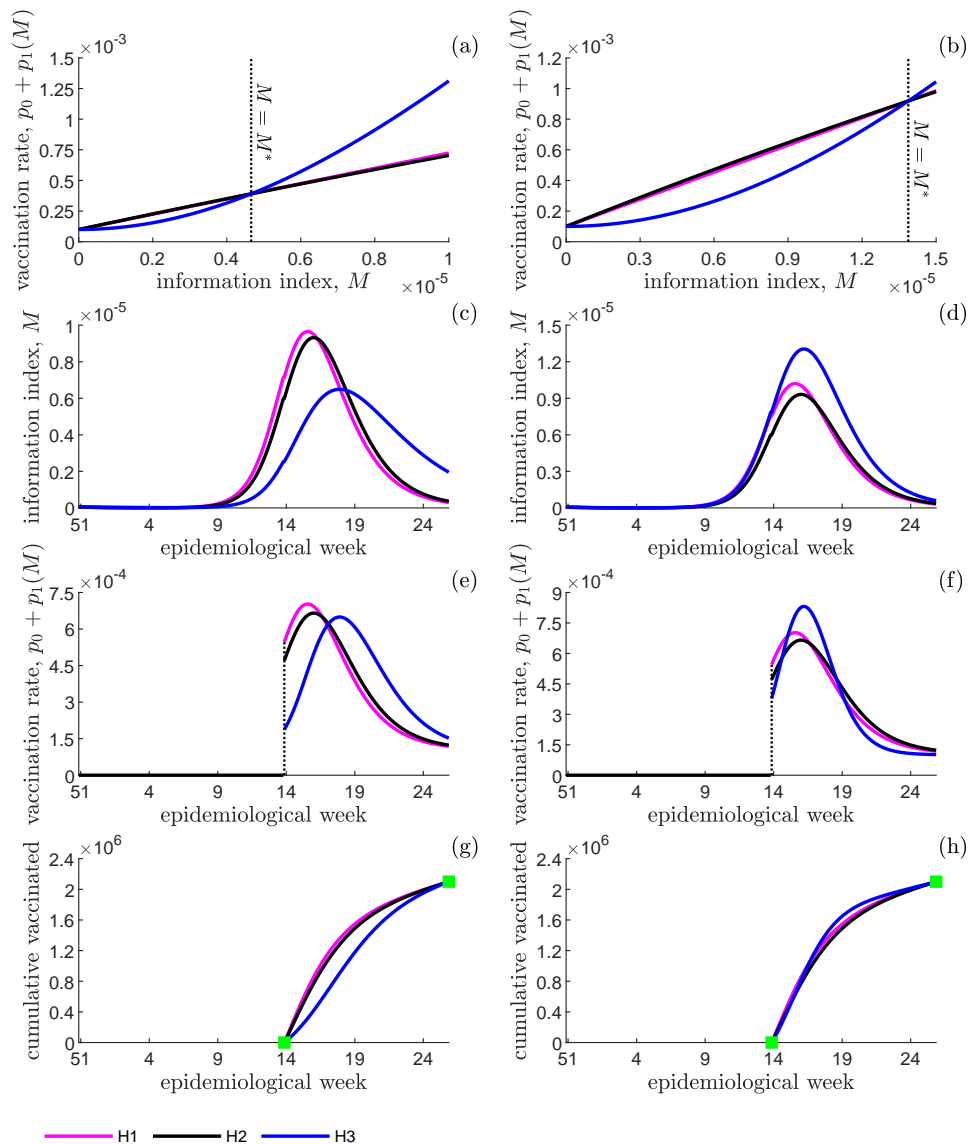 (a)
×10-3
vaccination rate, p0 + p1(M)
1.5
1.25
1
0.75
0.5
0.25
0
M = M*
0 0.2 0.4 0.6 0.8 1
information index, M
×10-5
(b)
×10-3
vaccination rate, p0 + p1(M)
1.2
1
0.8
0.6
0.4
0.2
0
M = M*
0 0.3 0.6 0.9 1.2 1.5
information index, M
×10-5
(c)
×10-5
information index, M
1
0.8
0.6
0.4
0.2
0
51 4 9 14 19 24
epidemiological week
(d)
×10-5
information index, M
1.5
1.2
0.9
0.6
0.3
0
51 4 9 14 19 24
epidemiological week
(e)
×10-4
vaccination rate, p0 + p1(M)
7.5
6
4.5
3
1.5
0
51 4 9 14 19 24
epidemiological week
(f)
×10-4
vaccination rate, p0 + p1(M)
9
7.5
6
4.5
3
1.5
0
51 4 9 14 19 24
epidemiological week
(g)
×106
cumulative vaccinated
2.4
2
1.6
1.2
0.8
0.4
0
51 4 9 14 19 24
epidemiological week
(h)
×106
cumulative vaccinated
2.4
2
1.6
1.2
0.8
0.4
0
51 4 9 14 19 24
epidemiological week
H1 H2 H3